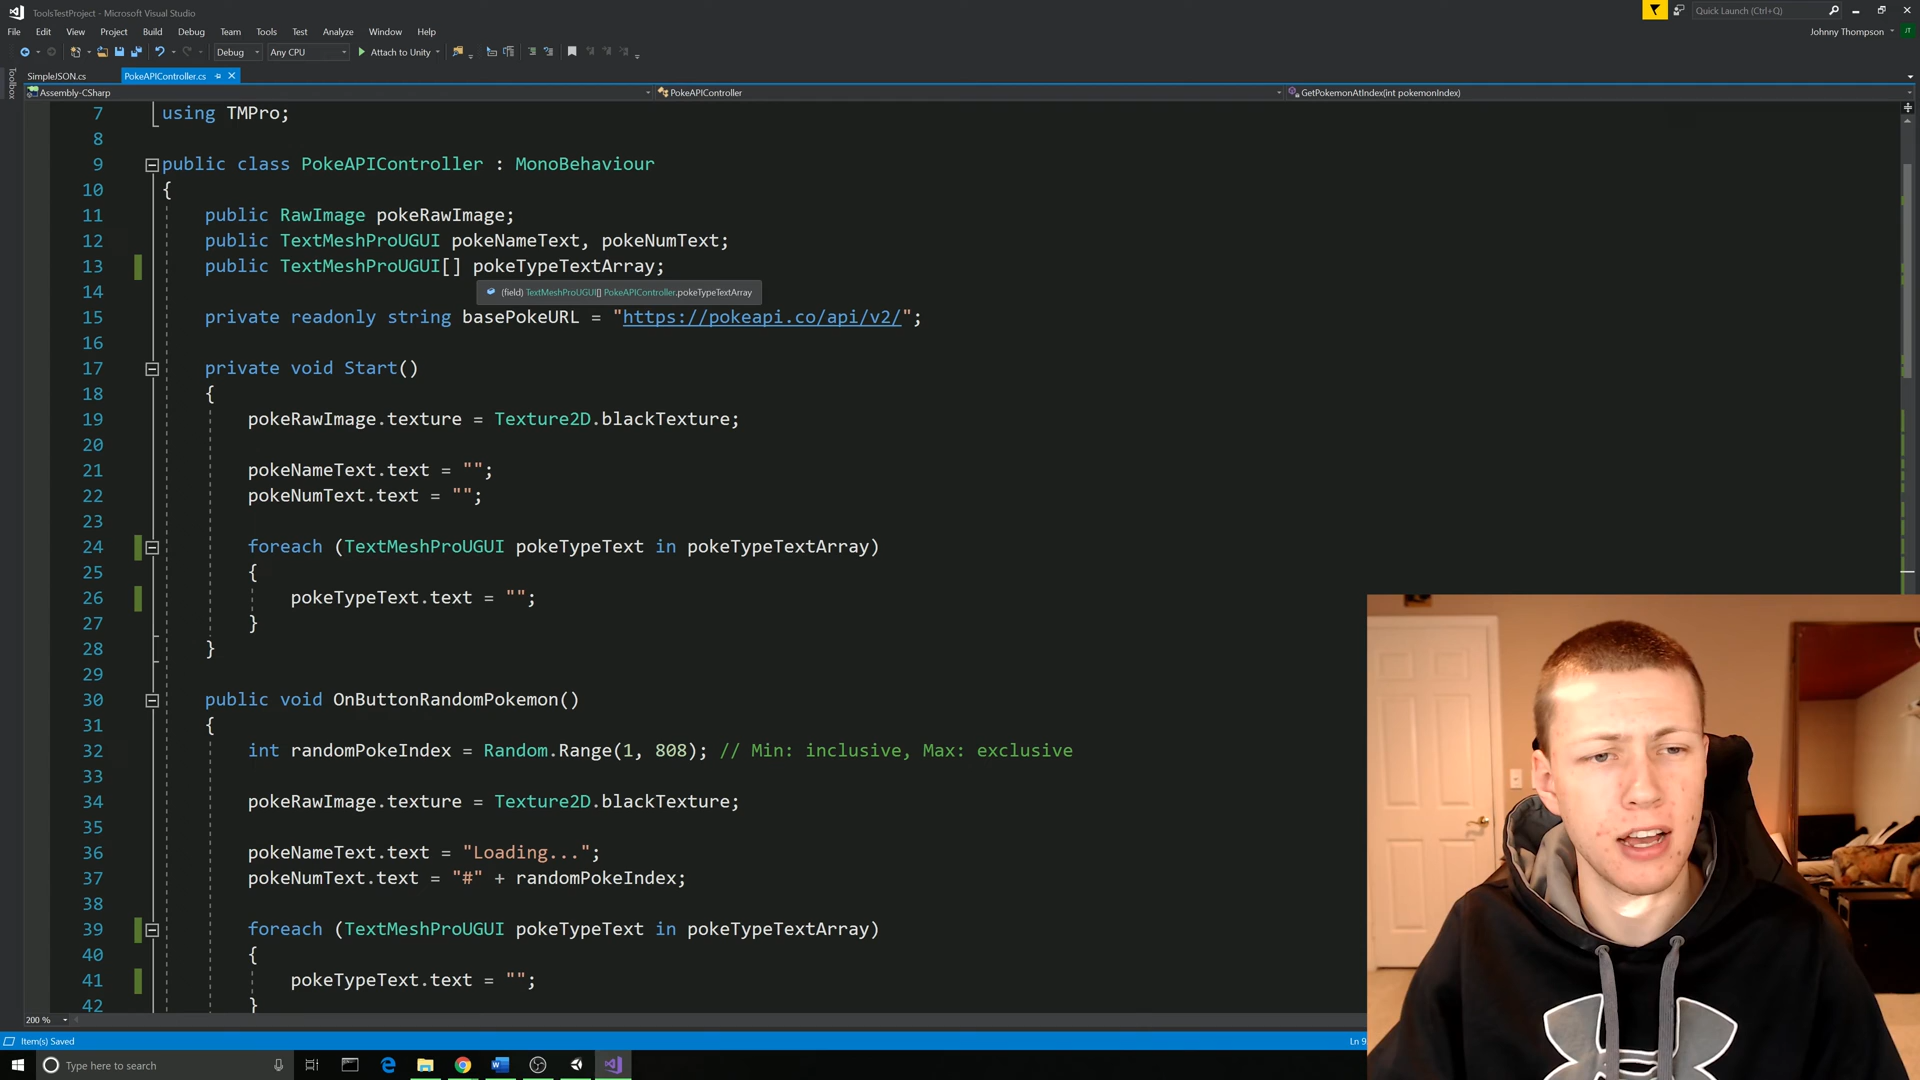 ToolsTestProject - Microsoft Visual Studio
Quick Launch (Ctrl+Q)
File Edit View Project Build Debug Team Tools Test Analyze Window Help
Johnny Thompson JT
Debug Any CPU Attach to Unity
Toolbox
SimpleJSON.cs PokeAPIController.cs
Assembly-CSharp PokeAPIController GetPokemonAtIndex(int pokemonIndex)
7 using TMPro;
8
9 public class PokeAPIController : MonoBehaviour
10 {
11 public RawImage pokeRawImage;
12 public TextMeshProUGUI pokeNameText, pokeNumText;
13 public TextMeshProUGUI[] pokeTypeTextArray;
14 (field) TextMeshProUGUI[] PokeAPIController.pokeTypeTextArray
15 private readonly string basePokeURL = "https://pokeapi.co/api/v2/";
16
17 private void Start()
18 {
19 pokeRawImage.texture = Texture2D.blackTexture;
20
21 pokeNameText.text = "";
22 pokeNumText.text = "";
23
24 foreach (TextMeshProUGUI pokeTypeText in pokeTypeTextArray)
25 {
26 pokeTypeText.text = "";
27 }
28 }
29
30 public void OnButtonRandomPokemon()
31 {
32 int randomPokeIndex = Random.Range(1, 808); // Min: inclusive, Max: exclusive
33
34 pokeRawImage.texture = Texture2D.blackTexture;
35
36 pokeNameText.text = "Loading...";
37 pokeNumText.text = "#" + randomPokeIndex;
38
39 foreach (TextMeshProUGUI pokeTypeText in pokeTypeTextArray)
40 {
41 pokeTypeText.text = "";
42 }
200 %
Item(s) Saved Ln 9
Type here to search